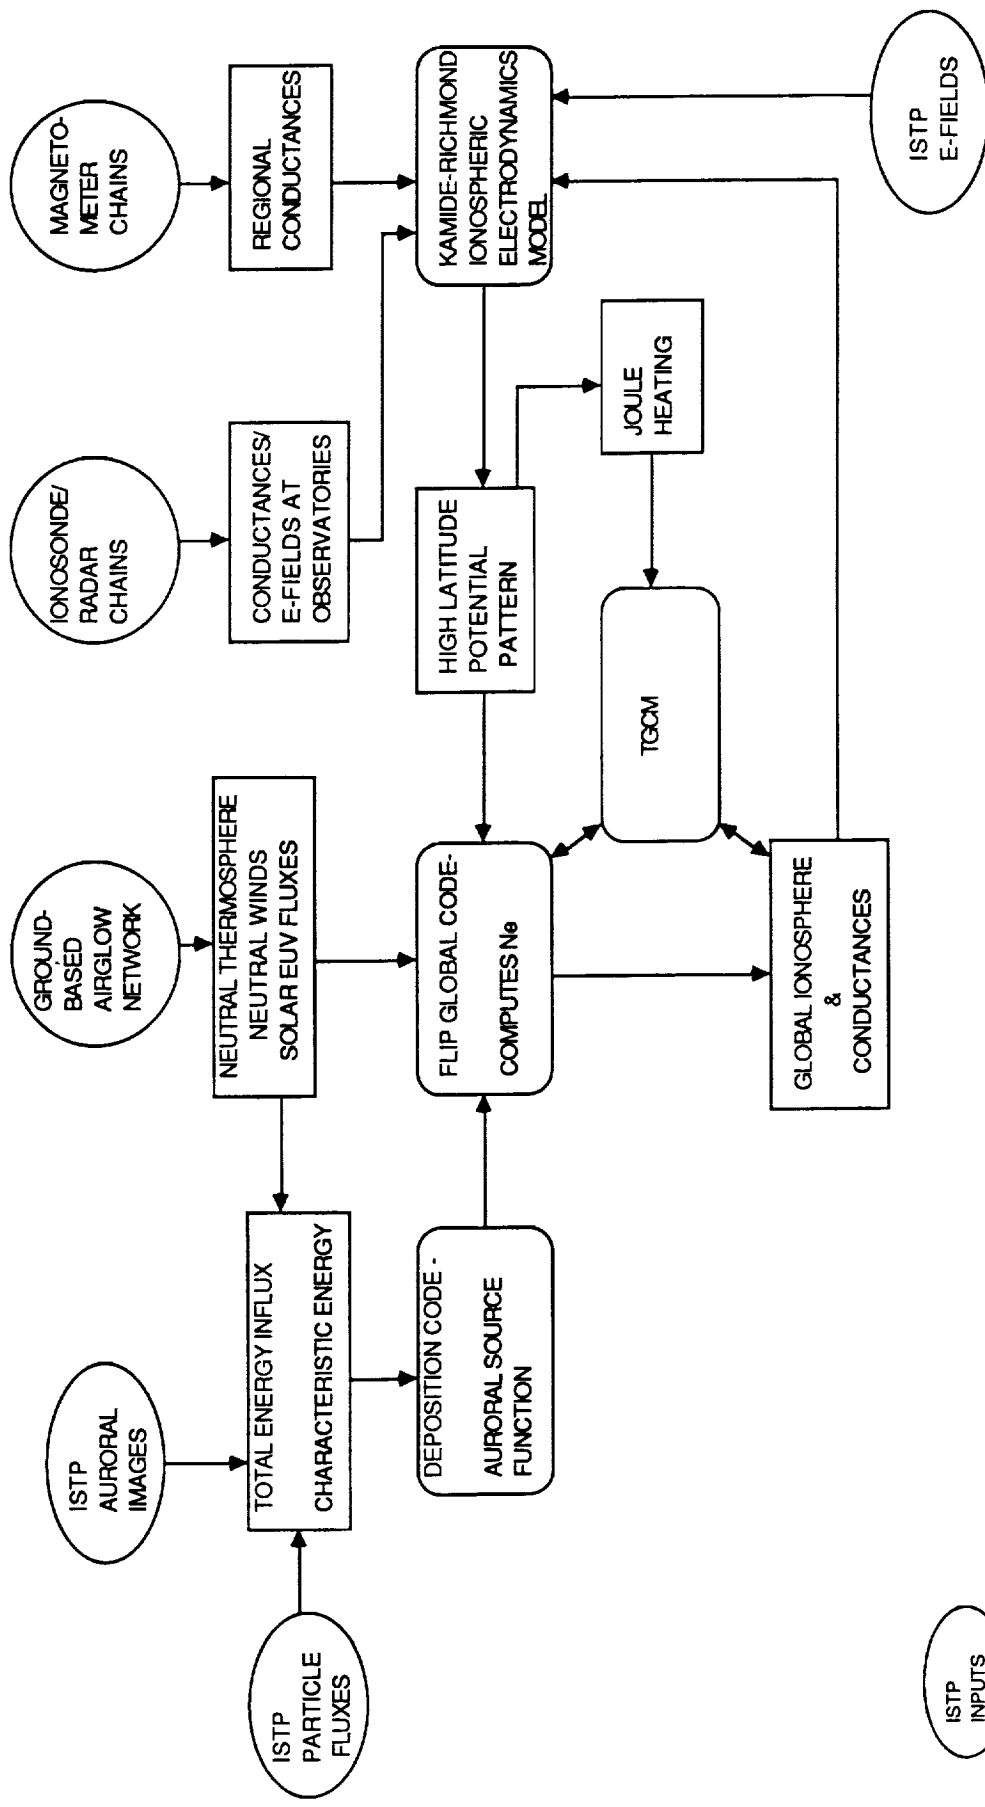 GROUND-
BASED
AIRGLOW
NETWORK
IONOSONDE/
RADAR
CHAINS
MAGNETO-
METER
CHAINS
ISTP
AURORAL
IMAGES
ISTP
PARTICLE
FLUXES
TOTAL ENERGY INFLUX
CHARACTERISTIC ENERGY
NEUTRAL THERMOSPHERE
NEUTRAL WINDS
SOLAR EUV FLUXES
CONDUCTANCES/
E-FIELDS AT
OBSERVATORIES
REGIONAL
CONDUCTANCES
DEPOSITION CODE -
AURORAL SOURCE
FUNCTION
FLIP GLOBAL CODE-
COMPUTES Ne
HIGH LATITUDE
POTENTIAL
PATTERN
KAMIDE-RICHMOND
IONOSPHERIC
ELECTRODYNAMICS
MODEL
TGCM
JOULE
HEATING
GLOBAL IONOSPHERE
&
CONDUCTANCES
ISTP
E-FIELDS
ISTP
INPUTS